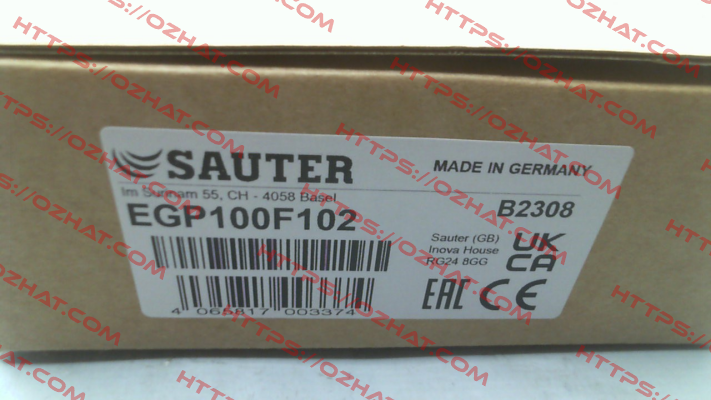 SAUTER
MADE IN GERMANY
Im Surinam 55, CH - 4058 Basel
EGP100F102
B2308
Sauter (GB)
Inova House
RG24 8GG
UK
CA
EAC CE
4 065817 003374
HTTPS://OZHAT.COM